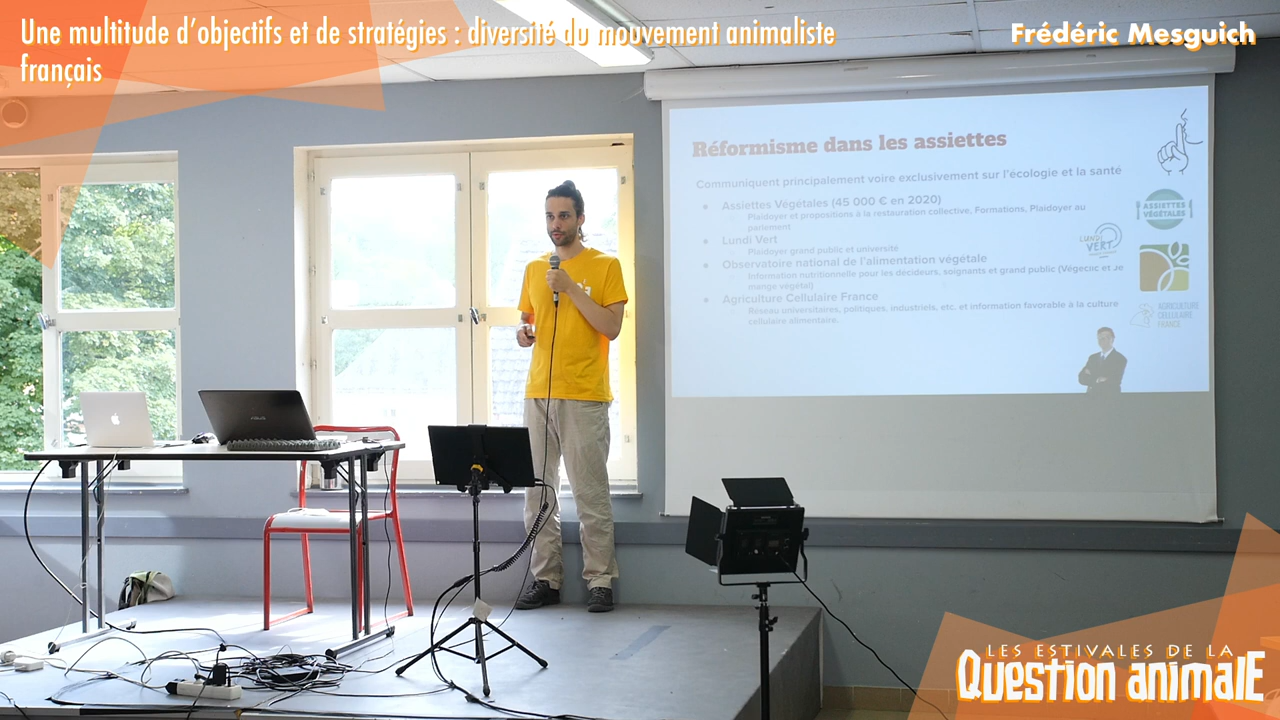 Une multitude d'objectifs et de stratégies : diversité du mouvement animaliste
français
Frédéric Mesguich
Réformisme dans les assiettes
Communiquent principalement voire exclusivement sur l'écologie et la santé
Assiettes Végétales (45 000 € en 2020)
Plaidoyer et propositions à la restauration collective, Formations, Plaidoyer au
parlement
Lundi Vert
Plaidoyer grand public et université
Observatoire national de l'alimentation végétale
Information nutritionnelle pour les décideurs, soignants et grand public (Végéclic et Je
mange végétal)
Agriculture Cellulaire France
Réseau universitaires, politiques, industriels, etc. et information favorable à la culture
cellulaire alimentaire.
ASSIETTES
VÉGÉTALES
LUNDI
VERT
AGRICULTURE
CELLULAIRE
FRANCE
LES ESTIVALES DE LA
QUESTION ANIMALE